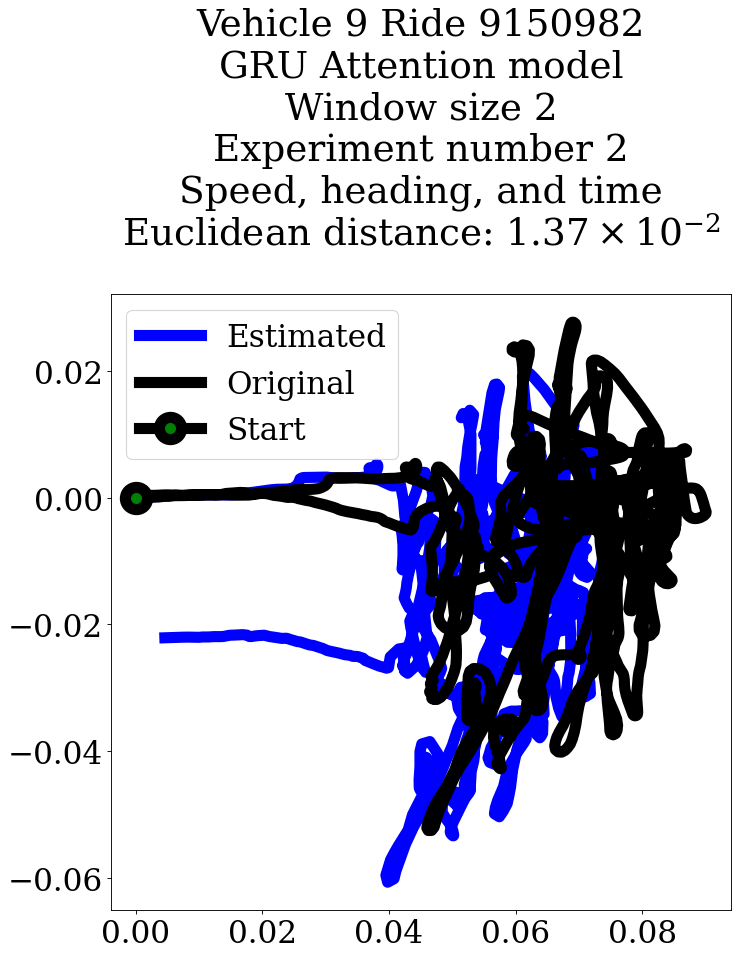 Vehicle 9 Ride 9150982
GRU Attention model
Window size 2
Experiment number 2
Speed, heading, and time
Euclidean distance: 1.37 × 10⁻²
Estimated
Original
Start
0.02
0.00
−0.02
−0.04
−0.06
0.00 0.02 0.04 0.06 0.08